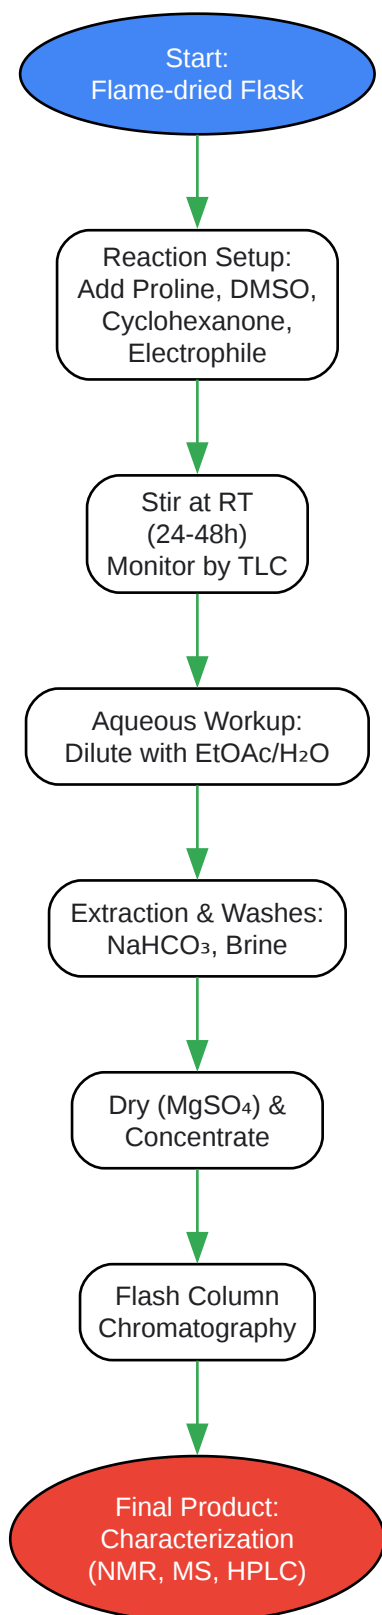 Start:
Flame-dried Flask
Reaction Setup:
Add Proline, DMSO,
Cyclohexanone,
Electrophile
Stir at RT
(24-48h)
Monitor by TLC
Aqueous Workup:
Dilute with EtOAc/H₂O
Extraction & Washes:
NaHCO₃, Brine
Dry (MgSO₄) &
Concentrate
Flash Column
Chromatography
Final Product:
Characterization
(NMR, MS, HPLC)